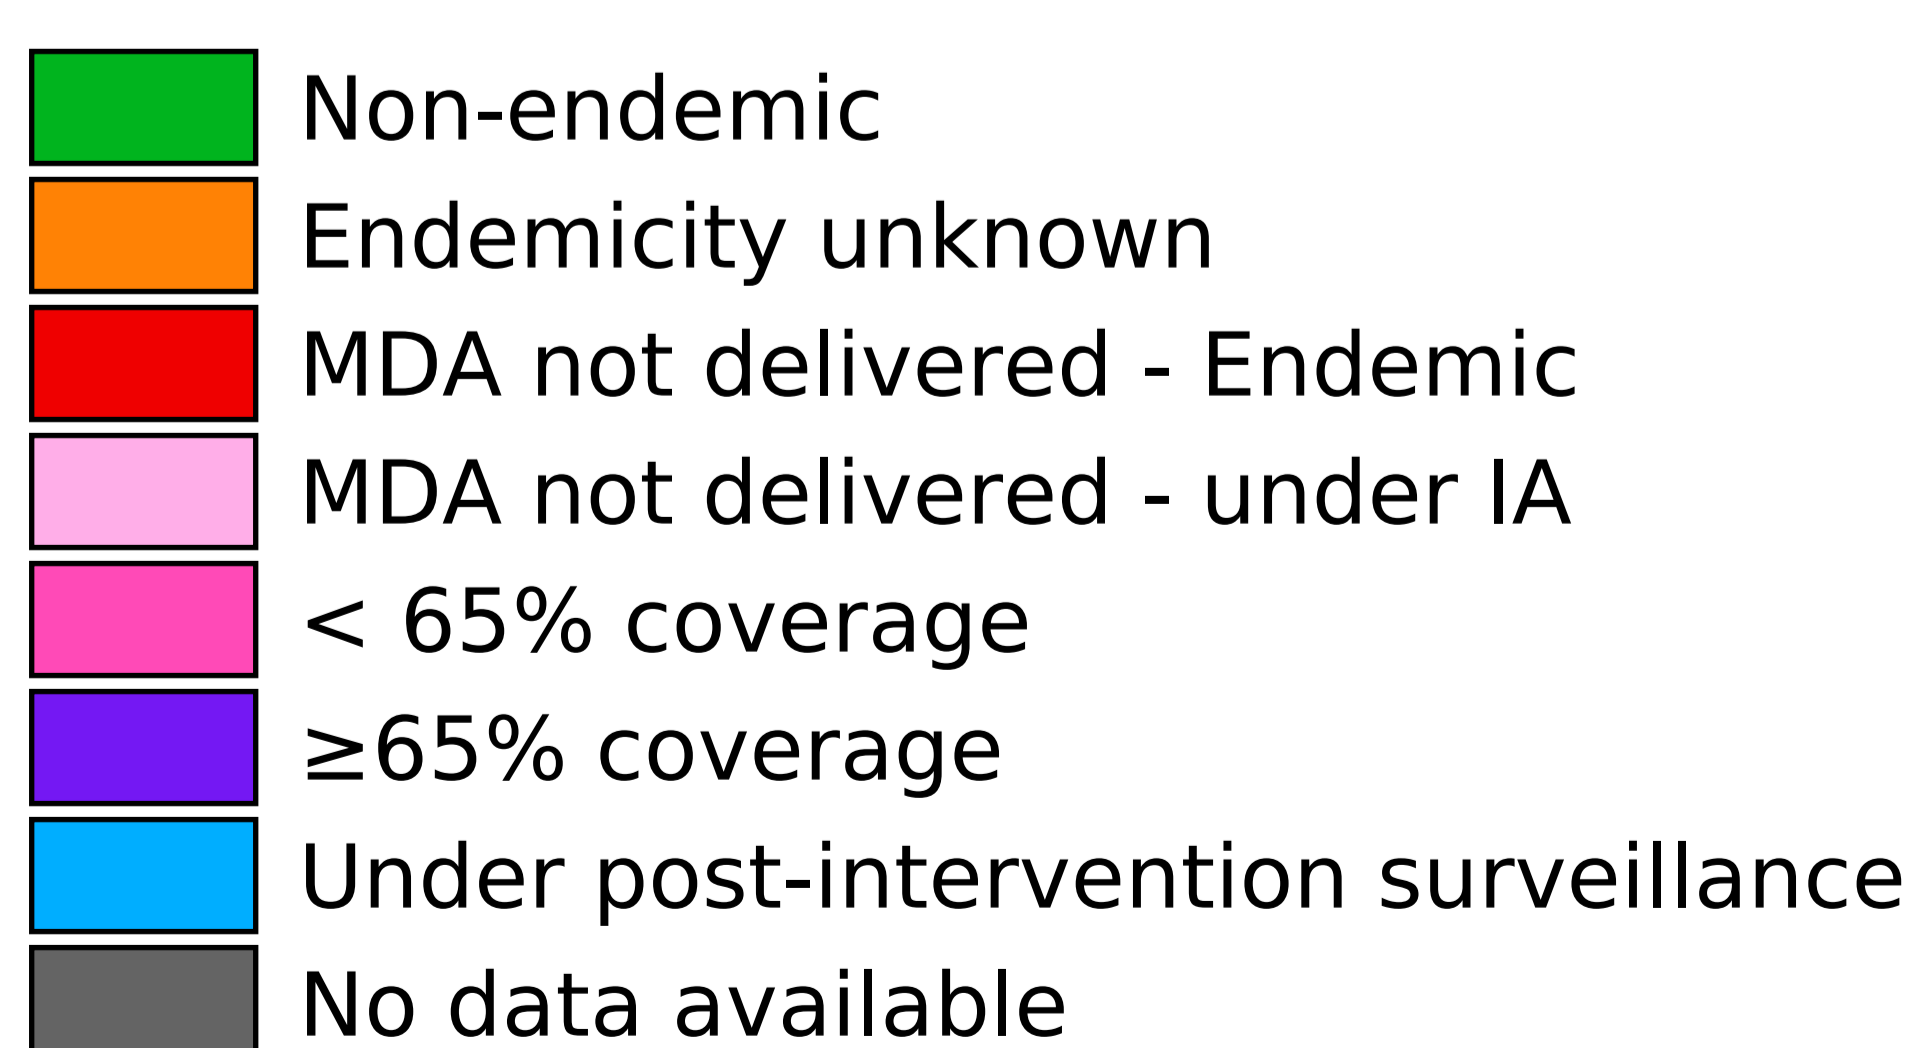 Non-endemic
Endemicity unknown
MDA not delivered - Endemic
MDA not delivered - under IA
< 65% coverage
≥65% coverage
Under post-intervention surveillance
No data available